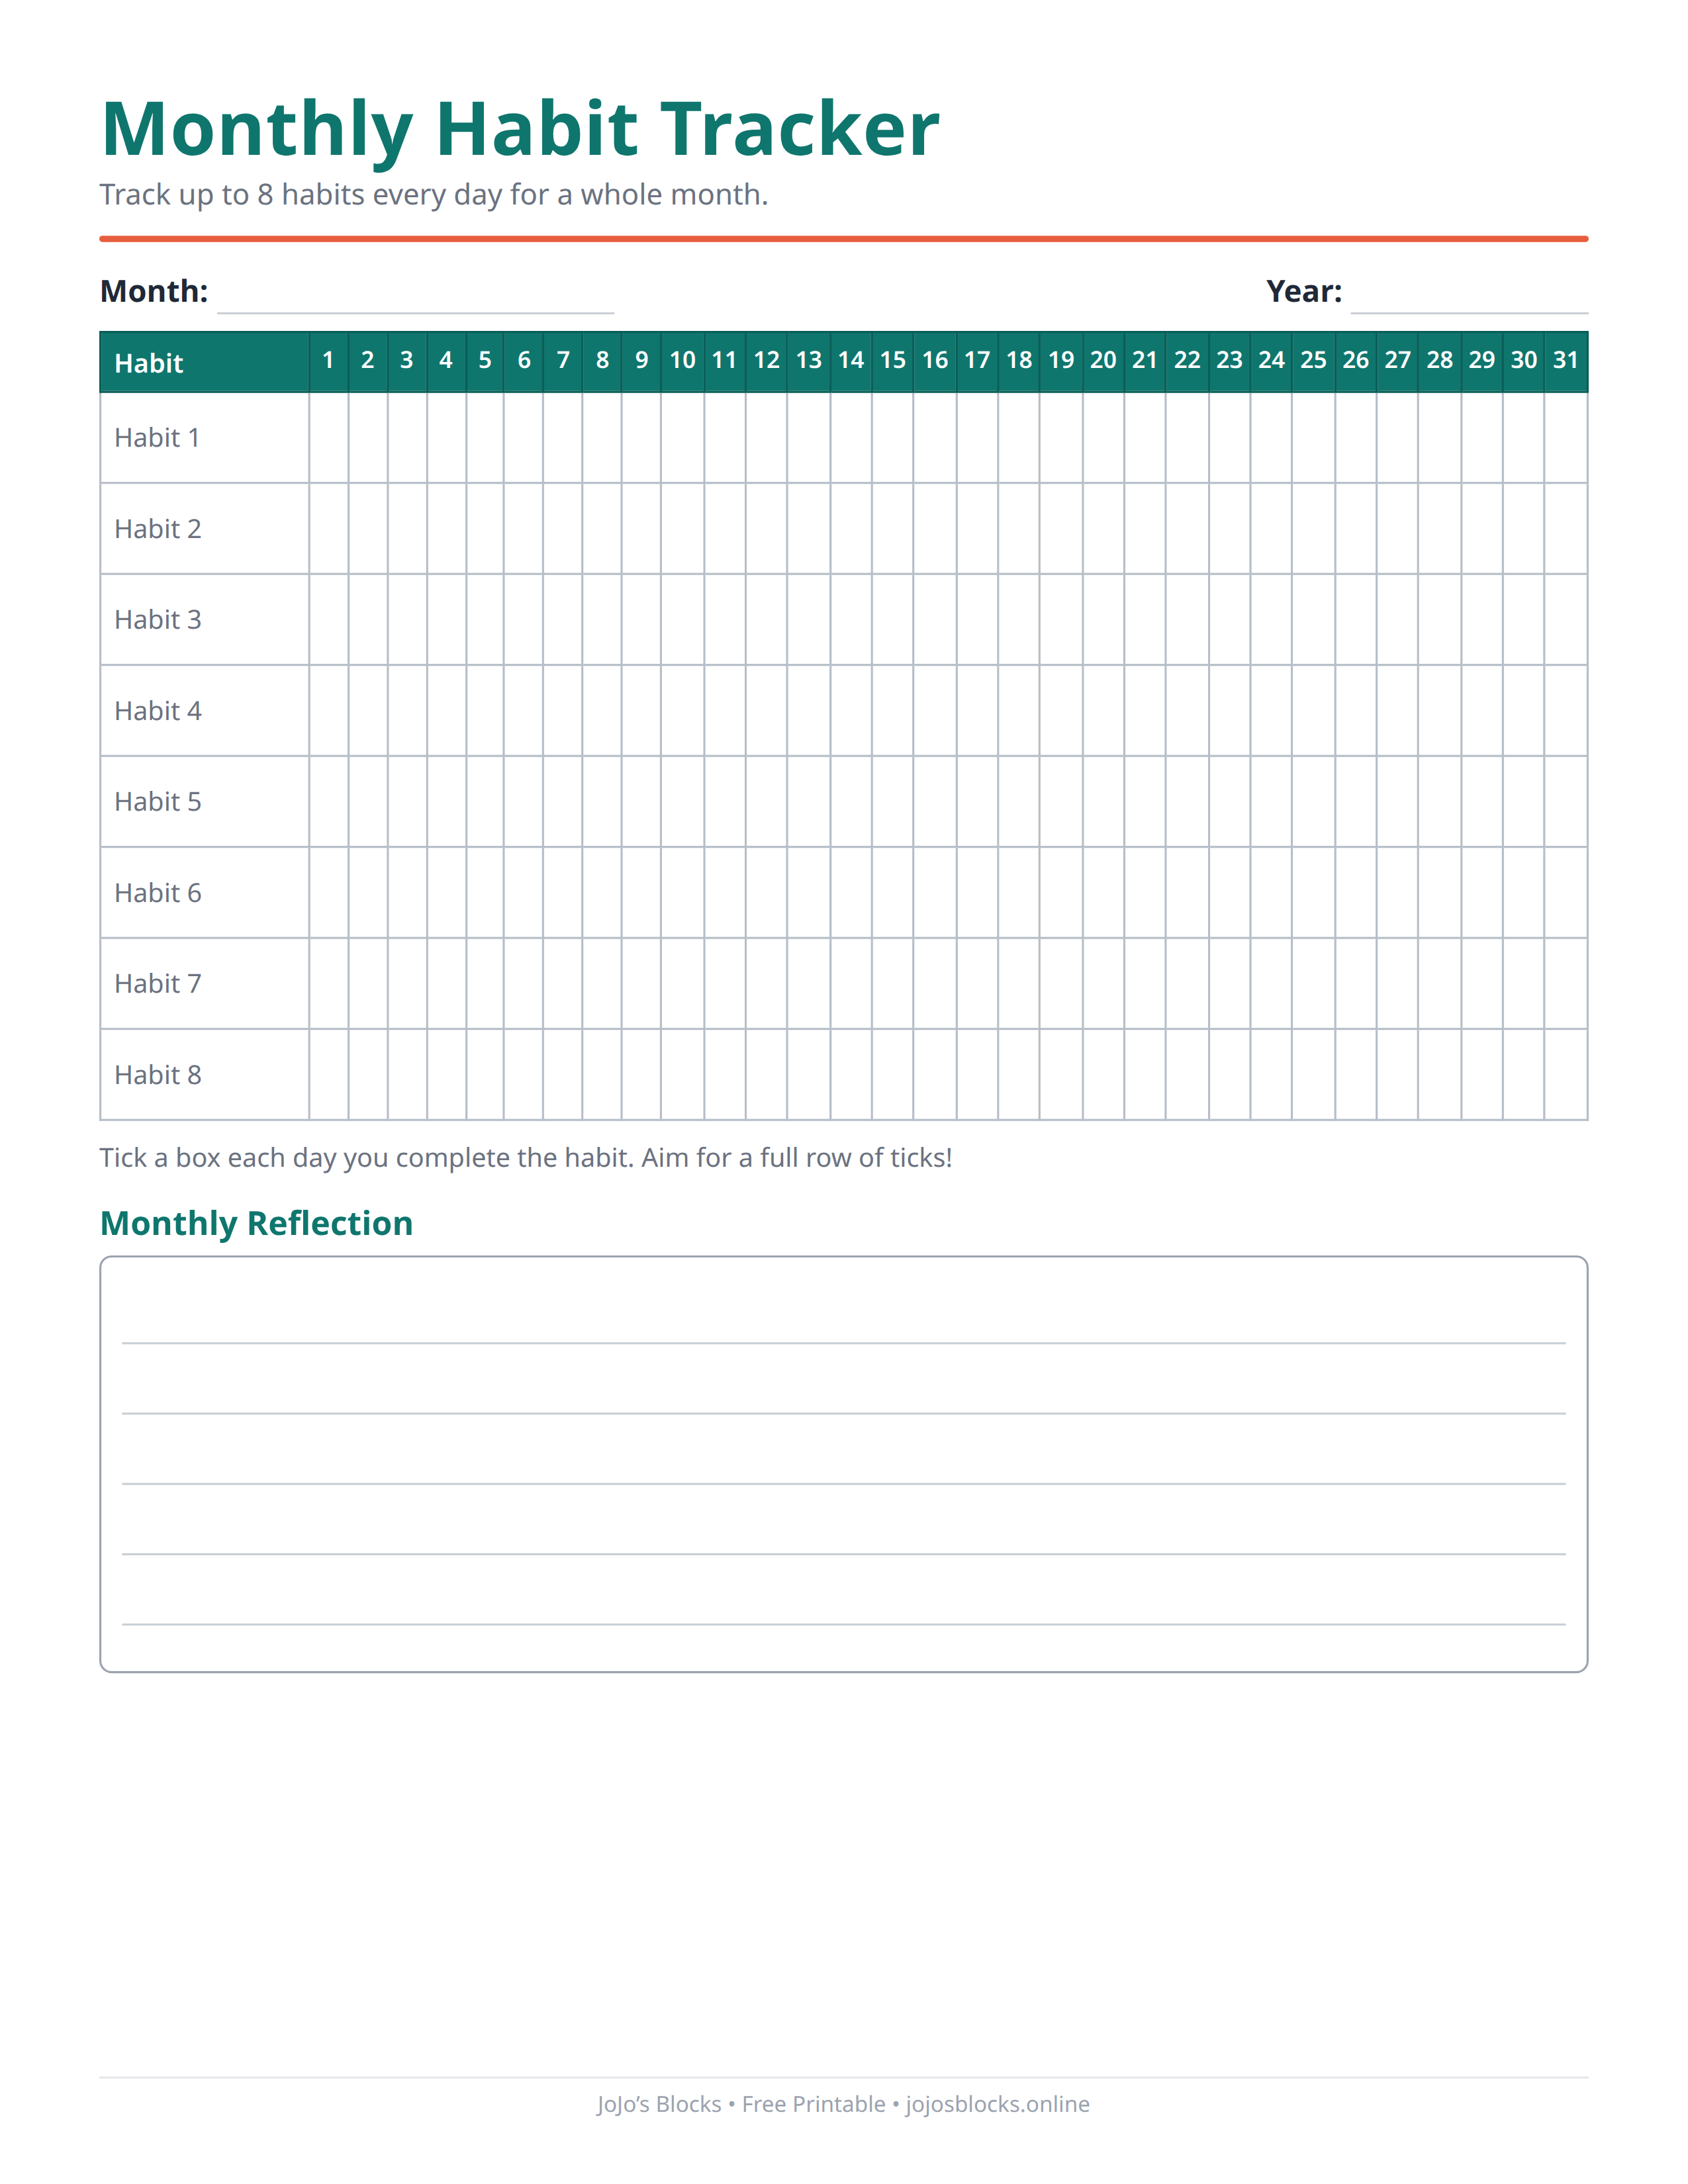 Monthly Habit Tracker
Track up to 8 habits every day for a whole month.
Month: Year:
Habit 1 2 3 4 5 6 7 8 9 10 11 12 13 14 15 16 17 18 19 20 21 22 23 24 25 26 27 28 29 30 31
Habit 1
Habit 2
Habit 3
Habit 4
Habit 5
Habit 6
Habit 7
Habit 8
Tick a box each day you complete the habit. Aim for a full row of ticks!
Monthly Reflection
JoJo’s Blocks • Free Printable • jojosblocks.online